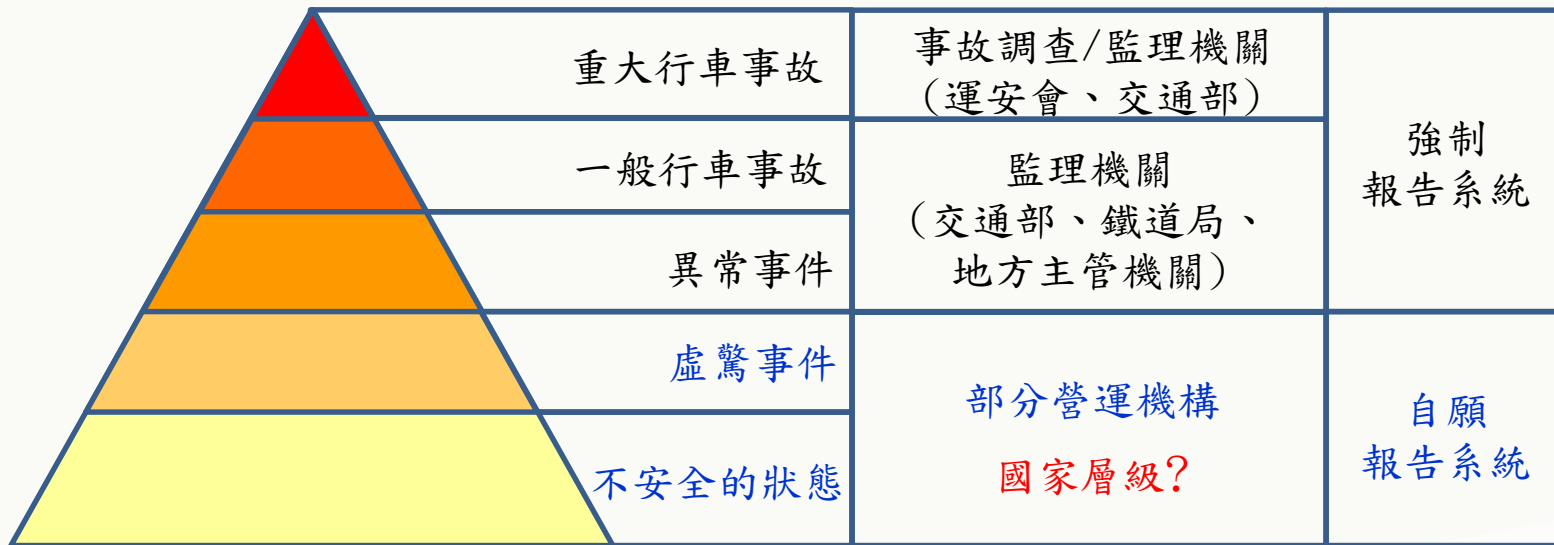 重大行車事故
事故調查/監理機關
(運安會、交通部)
強制
報告系統
一般行車事故
監理機關
(交通部、鐵道局、
地方主管機關)
異常事件
虛驚事件
部分營運機構
國家層級?
自願
報告系統
不安全的狀態